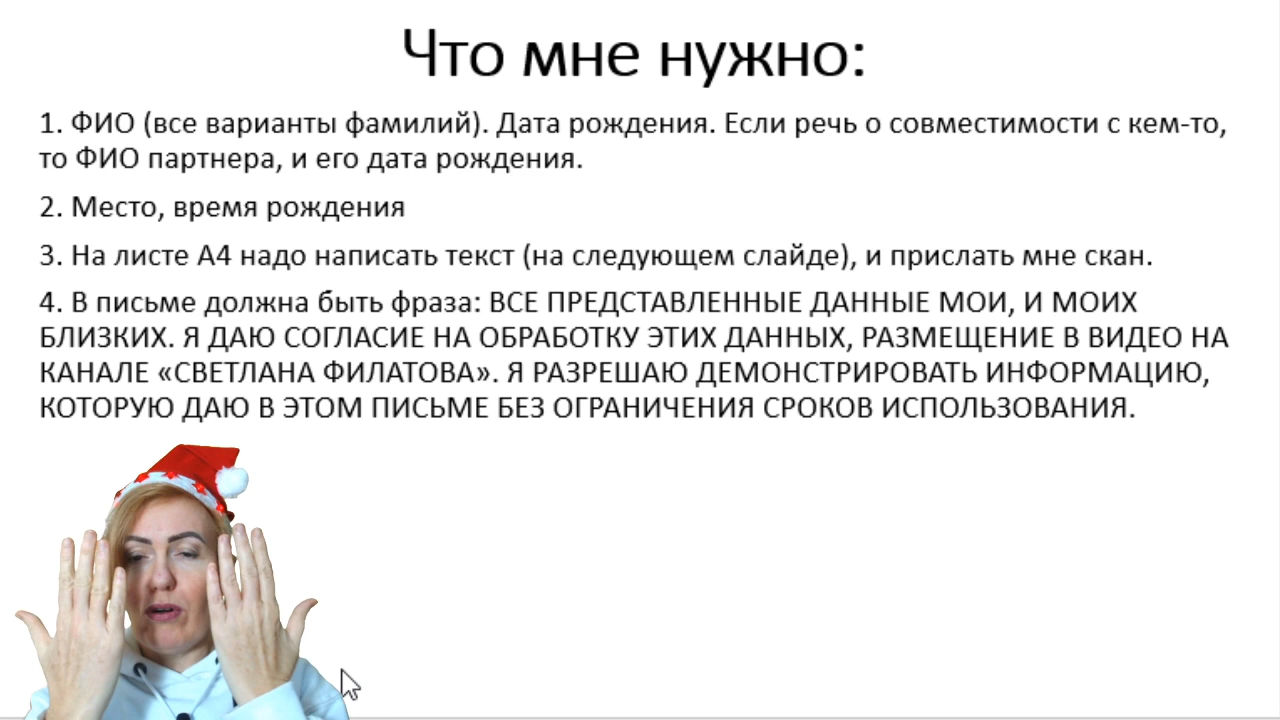 Что мне нужно:
1. ФИО (все варианты фамилий). Дата рождения. Если речь о совместимости с кем-то,
то ФИО партнера, и его дата рождения.
2. Место, время рождения
3. На листе А4 надо написать текст (на следующем слайде), и прислать мне скан.
4. В письме должна быть фраза: ВСЕ ПРЕДСТАВЛЕННЫЕ ДАННЫЕ МОИ, И МОИХ
БЛИЗКИХ. Я ДАЮ СОГЛАСИЕ НА ОБРАБОТКУ ЭТИХ ДАННЫХ, РАЗМЕЩЕНИЕ В ВИДЕО НА
КАНАЛЕ «СВЕТЛАНА ФИЛАТОВА». Я РАЗРЕШАЮ ДЕМОНСТРИРОВАТЬ ИНФОРМАЦИЮ,
КОТОРУЮ ДАЮ В ЭТОМ ПИСЬМЕ БЕЗ ОГРАНИЧЕНИЯ СРОКОВ ИСПОЛЬЗОВАНИЯ.